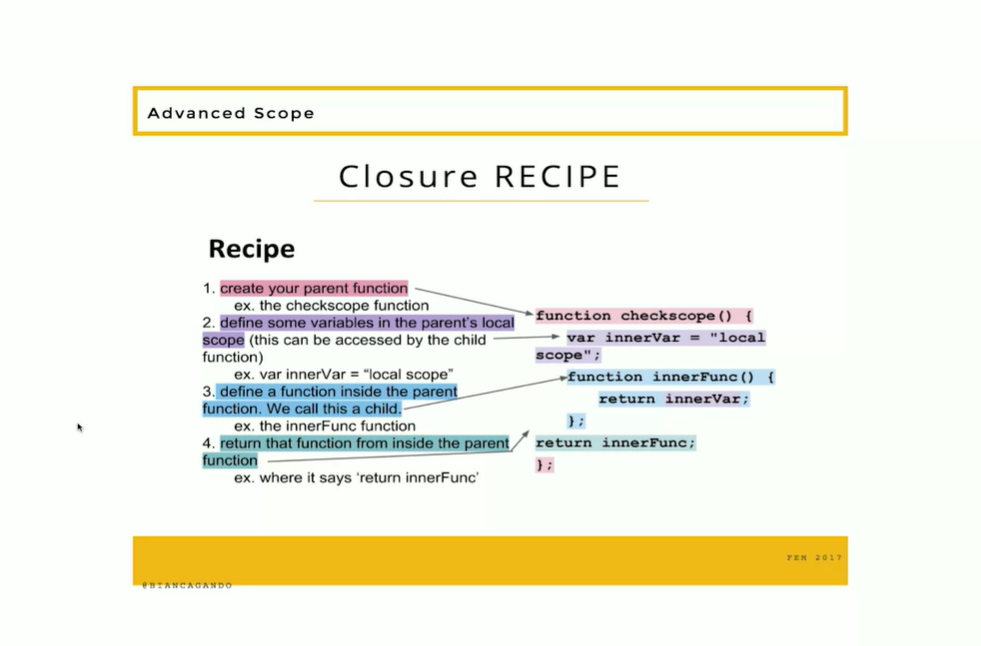 Advanced Scope
Closure RECIPE
Recipe
1. create your parent function
ex. the checkscope function
2. define some variables in the parent's local
scope (this can be accessed by the child
function)
ex. var innerVar = “local scope”
3. define a function inside the parent
function. We call this a child.
ex. the innerFunc function
4. return that function from inside the parent
function
ex. where it says ‘return innerFunc’
function checkscope() {
var innerVar = "local
scope";
function innerFunc() {
return innerVar;
};
return innerFunc;
};
FEM 2017
@BIANCAGANDO